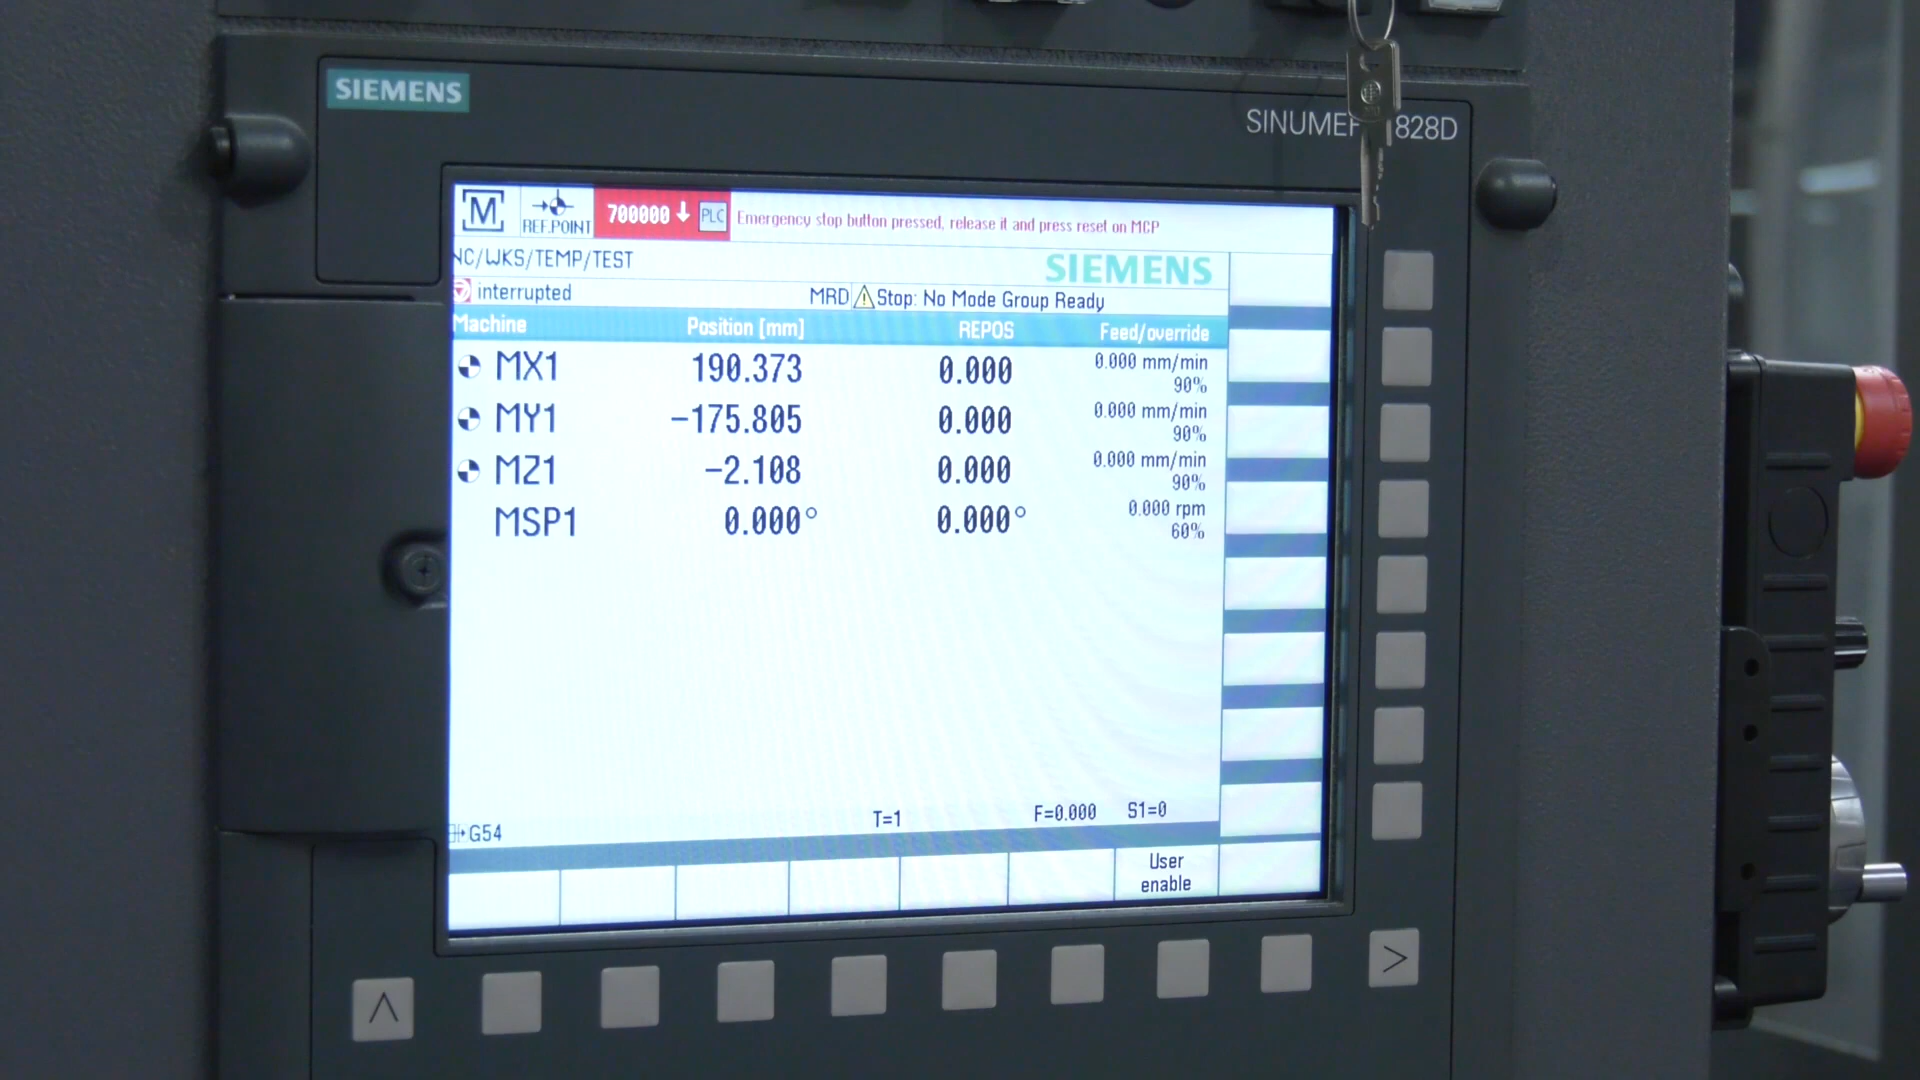 SIEMENS
SINUMER 828D
M REF.POINT 700000 PLC Emergency stop button pressed, release it and press reset on MCP
NC/WKS/TEMP/TEST SIEMENS
interrupted MRD Stop: No Mode Group Ready
Machine Position [mm] REPOS Feed/override
MX1 190.373 0.000 0.000 mm/min
90%
MY1 -175.805 0.000 0.000 mm/min
90%
MZ1 -2.108 0.000 0.000 mm/min
90%
MSP1 0.000° 0.000° 0.000 rpm
60%
T=1 F=0.000 S1=0
G54
User
enable